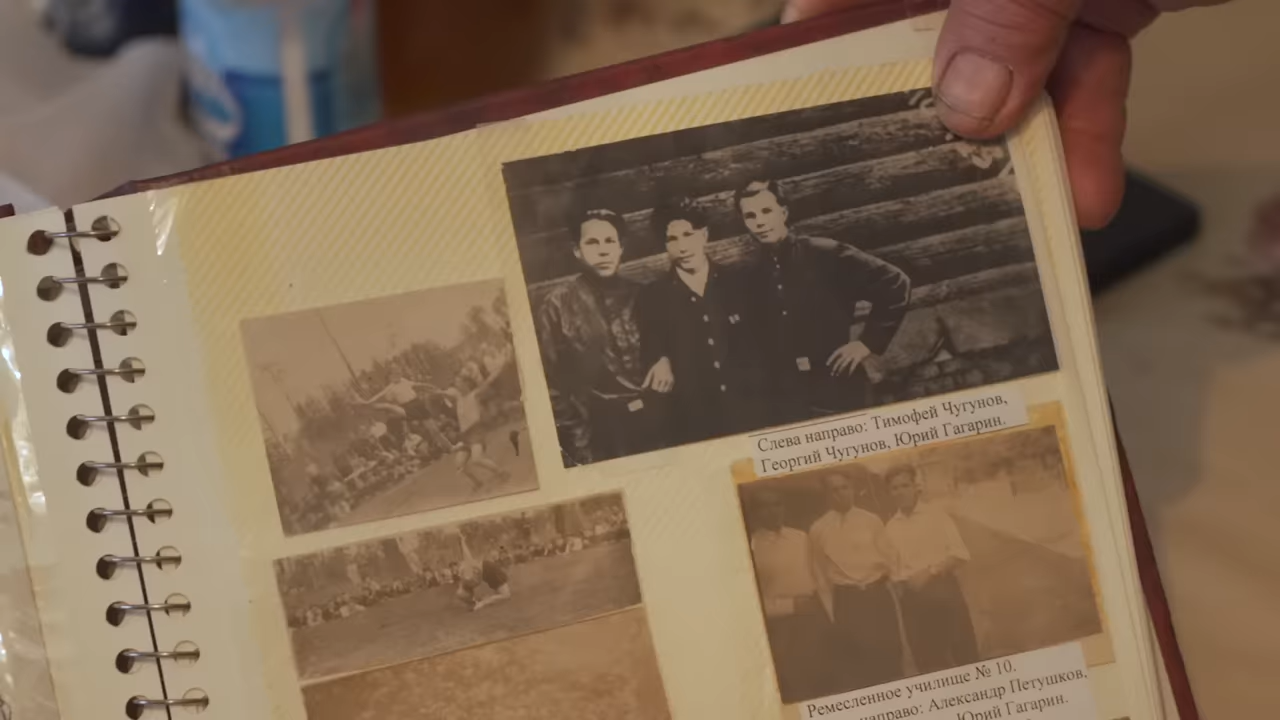 Слева направо: Тимофей Чугунов,
Георгий Чугунов, Юрий Гагарин.
Ремесленное училище № 10.
направо: Александр Петушков,
Юрий Гагарин.